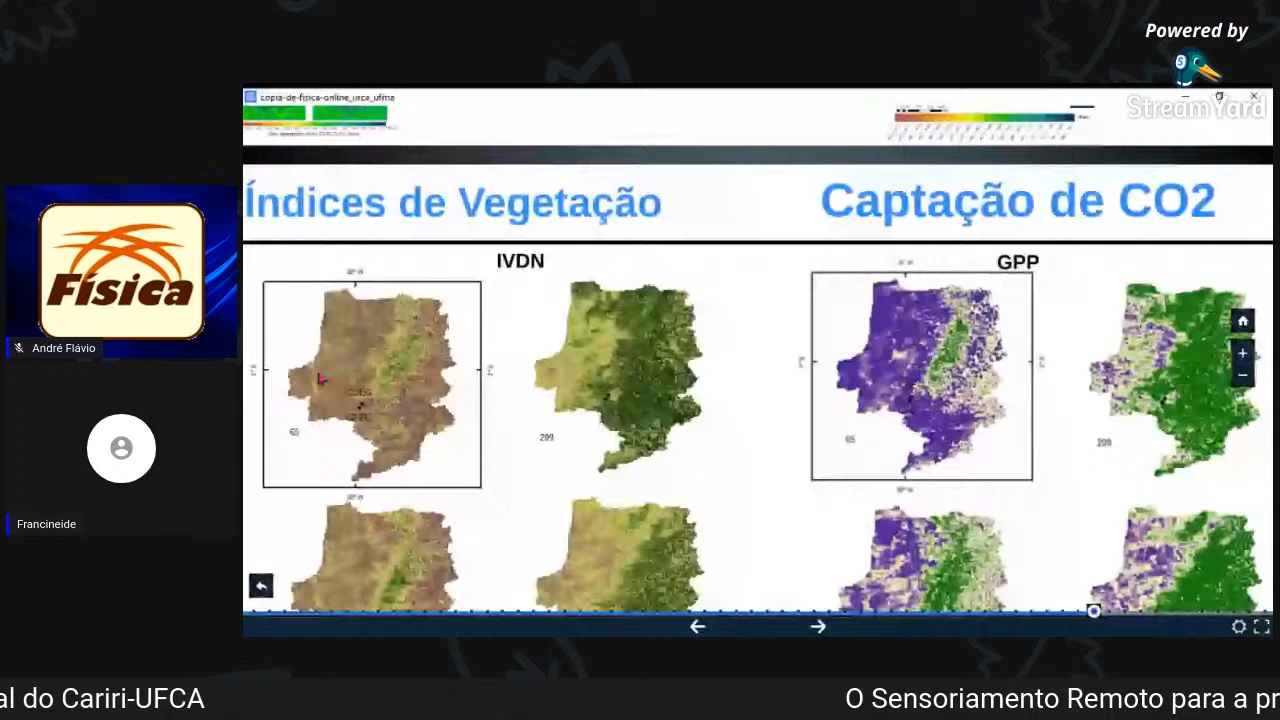 Powered by
StreamYard
copia-de-fisica-online_urca_ufma
Índices de Vegetação
Captação de CO2
IVDN
GPP
Física
André Flávio
65
209
65
209
Francineide
al do Cariri-UFCA
O Sensoriamento Remoto para a pr